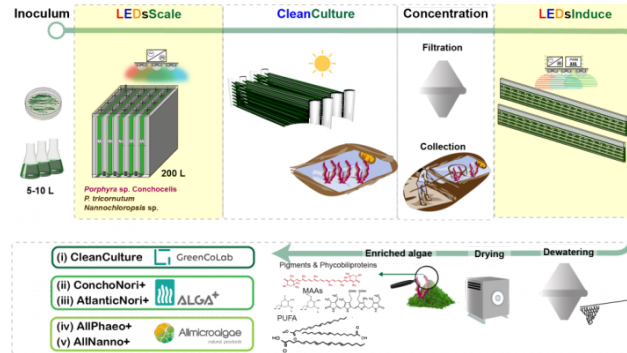 Inoculum
LEDsScale
CleanCulture
Concentration
LEDsInduce
Filtration
Collection
5-10 L
200 L
Porphyra sp. Conchocelis
P. tricornutum
Nannochloropsis sp.
Enriched algae
Drying
Dewatering
Pigments & Phycobiliproteins
MAAs
PUFA
(i) CleanCulture
GreenCoLab
(ii) ConchoNori+
(iii) AtlanticNori+
ALGA+
(iv) AllPhaeo+
(v) AllNanno+
Allmicroalgae
natural products